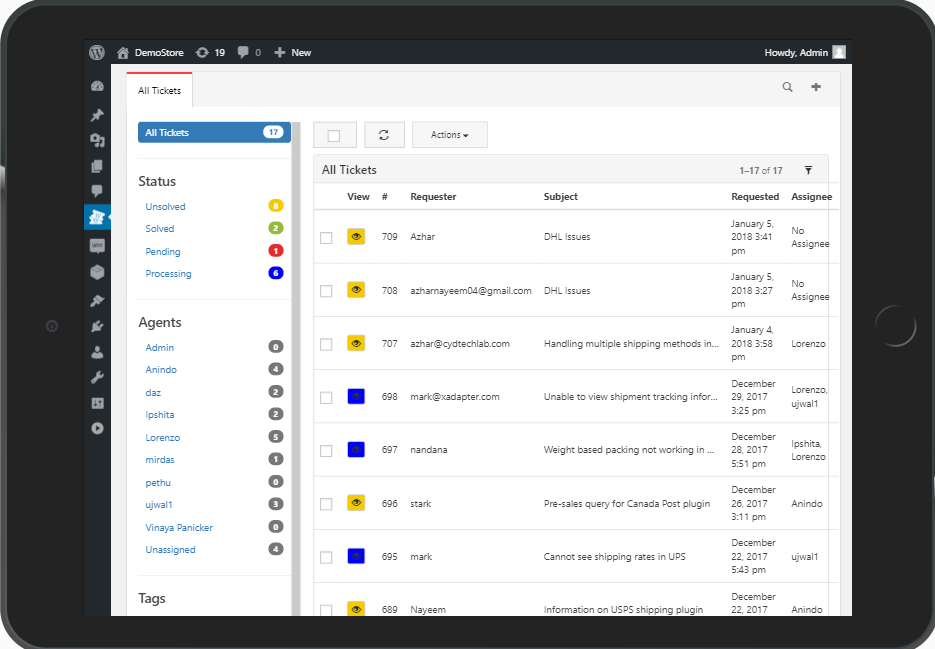 DemoStore 19 0 New Howdy, Admin
All Tickets
All Tickets 17
Actions
Status
Unsolved 8
Solved 2
Pending 1
Processing 6
Agents
Admin 0
Anindo 4
daz 2
Ipshita 2
Lorenzo 5
mirdas 1
pethu 0
ujwal1 3
Vinaya Panicker 0
Unassigned 4
Tags
All Tickets 1–17 of 17
View # Requester Subject Requested Assignee
709 Azhar DHL Issues January 5, 2018 3:41 pm No Assignee
708 azharnayeem04@gmail.com DHL Issues January 5, 2018 3:27 pm No Assignee
707 azhar@cydtechlab.com Handling multiple shipping methods in... January 4, 2018 3:58 pm Lorenzo
698 mark@xadapter.com Unable to view shipment tracking infor... December 29, 2017 3:25 pm Lorenzo, ujwal1
697 nandana Weight based packing not working in ... December 28, 2017 5:51 pm Ipshita, Lorenzo
696 stark Pre-sales query for Canada Post plugin December 26, 2017 3:11 pm Anindo
695 mark Cannot see shipping rates in UPS December 22, 2017 5:43 pm ujwal1
689 Nayeem Information on USPS shipping plugin December 22, 2017 Anindo